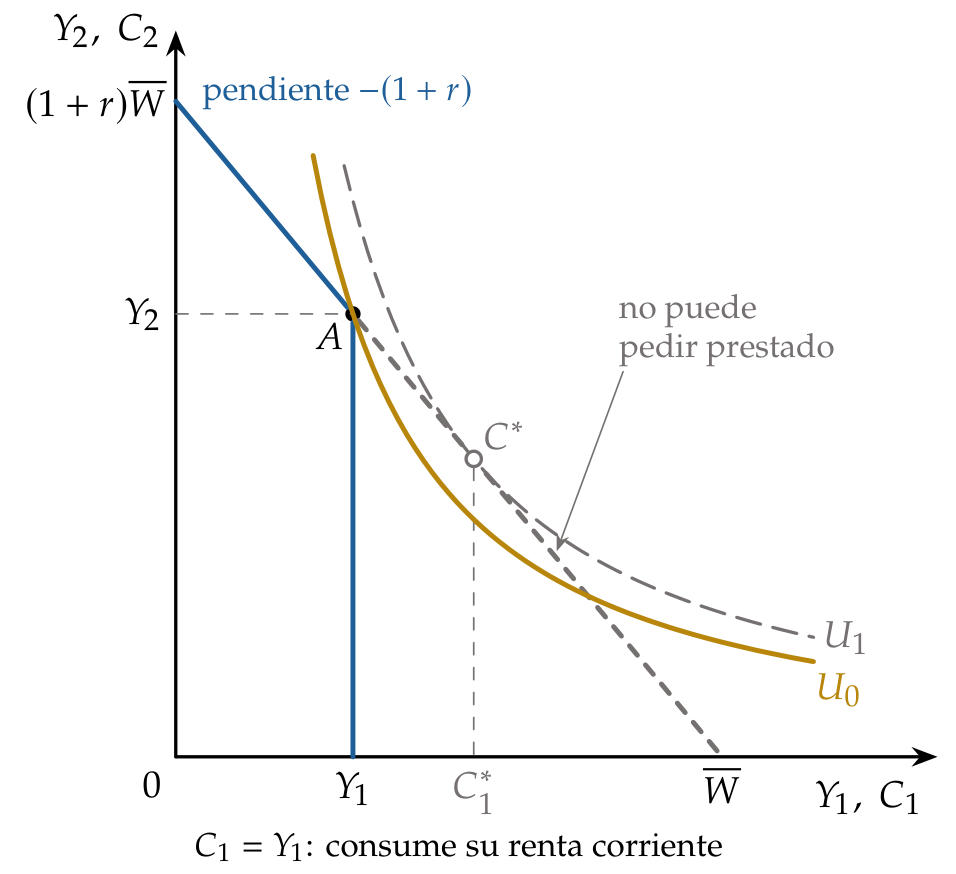 Y₂, C₂
(1 + r)W̅
pendiente −(1 + r)
no puede
pedir prestado
Y₂
A
C*
U₁
U₀
0
Y₁
C₁*
W̅
Y₁, C₁
C₁ = Y₁: consume su renta corriente